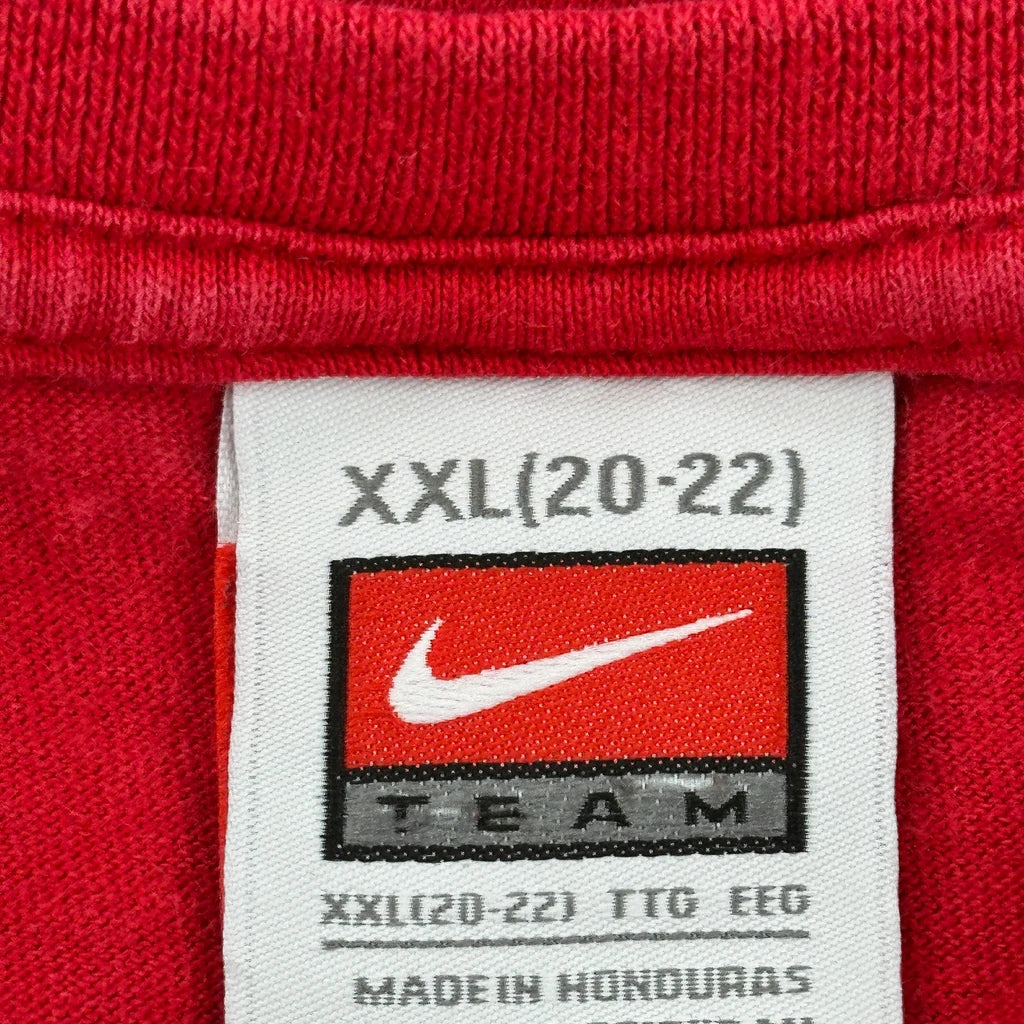 XXL(20-22)
TEAM
XXL(20-22) TTG EEG
MADE IN HONDURAS